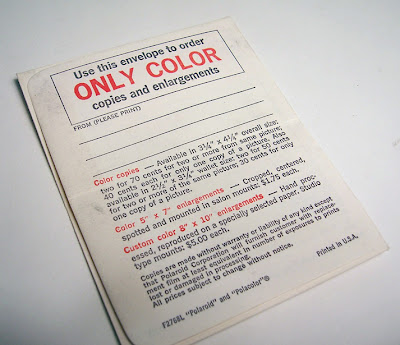 Use this envelope to order
ONLY COLOR
copies and enlargements
FROM (PLEASE PRINT)
Color copies — Available in 3¼" x 4¼" overall size;
two for 70 cents for two or more from same picture;
40 cents each for only one copy of a picture. Also
available in 2½" x 3¼" wallet size: two for 50 cents
for two or more of the same picture; 30 cents for only
one copy of a picture.
Color 5" x 7" enlargements — Cropped, centered,
spotted and mounted in salon mounts: $1.75 each.
Custom color 8" x 10" enlargements — Hand proc-
essed, reproduced on a specially selected paper. Studio
type mounts: $5.00 each.
Copies are made without warranty or liability of any kind except
that Polaroid Corporation will furnish customer with replace-
ment film at least equivalent in number of exposures to prints
lost or damaged in processing.
All prices subject to change without notice.
F2768L "Polaroid" and "Polacolor"®
Printed in U.S.A.